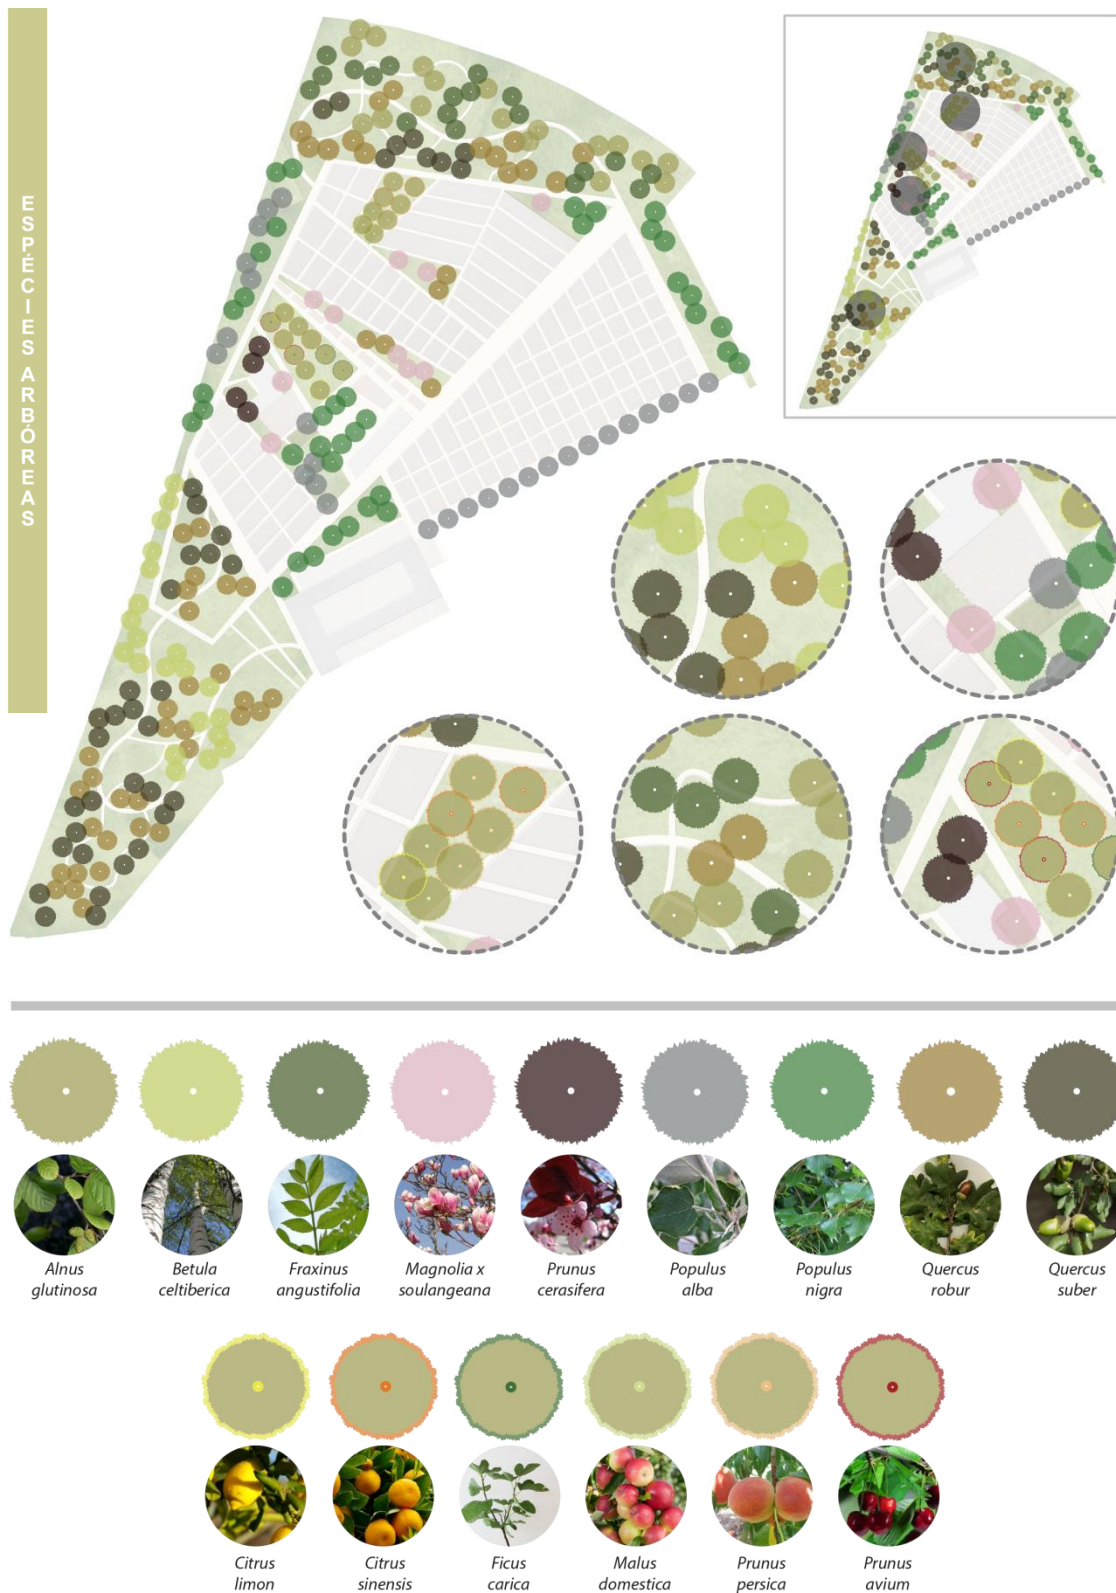 ESPÉCIES ARBÓREAS
Alnus
glutinosa
Betula
celtiberica
Fraxinus
angustifolia
Magnolia x
soulangeana
Prunus
cerasifera
Populus
alba
Populus
nigra
Quercus
robur
Quercus
suber
Citrus
limon
Citrus
sinensis
Ficus
carica
Malus
domestica
Prunus
persica
Prunus
avium